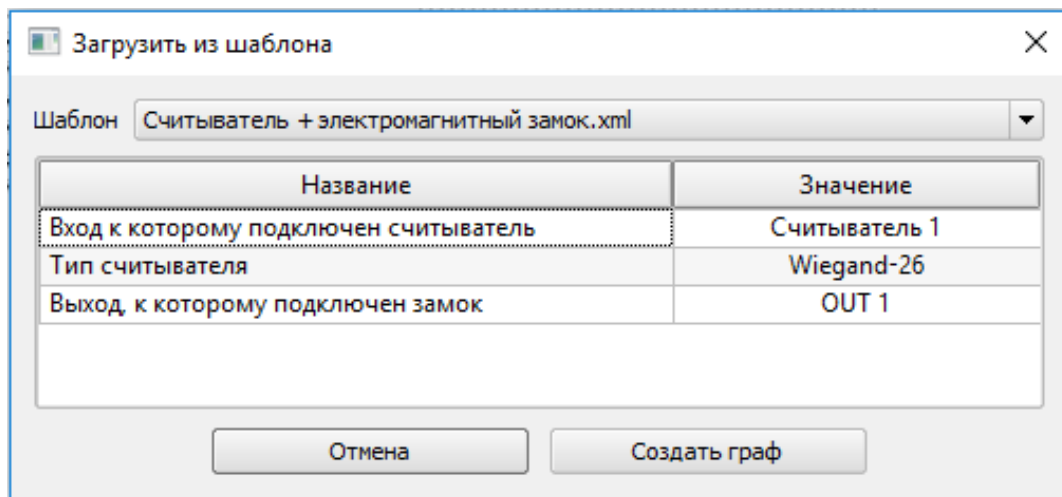 Загрузить из шаблона
Шаблон Считыватель + электромагнитный замок.xml
Название Значение
Вход к которому подключен считыватель Считыватель 1
Тип считывателя Wiegand-26
Выход, к которому подключен замок OUT 1
Отмена Создать граф